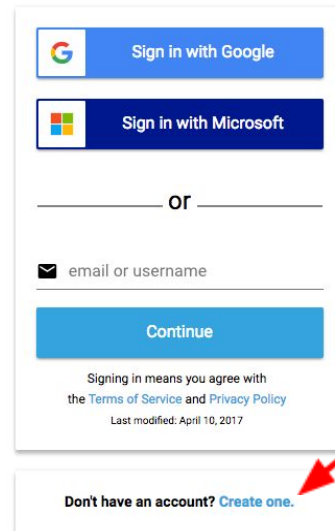 Sign in with Google
Sign in with Microsoft
or
email or username
Continue
Signing in means you agree with
the Terms of Service and Privacy Policy
Last modified: April 10, 2017
Don't have an account? Create one.